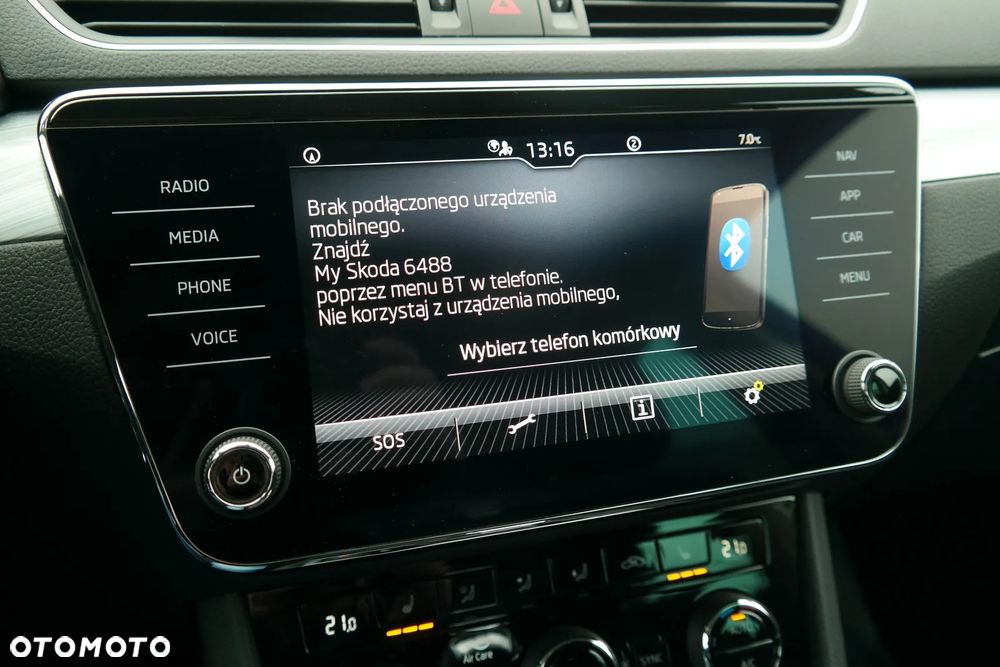 13:16
2
7.0°C
RADIO
MEDIA
PHONE
VOICE
Brak podłączonego urządzenia
mobilnego.
Znajdź
My Skoda 6488
poprzez menu BT w telefonie.
Nie korzystaj z urządzenia mobilnego,
Wybierz telefon komórkowy
SOS
NAV
APP
CAR
MENU
21.0
21.0
Air Care
SYNC
A/C
OTOMOTO